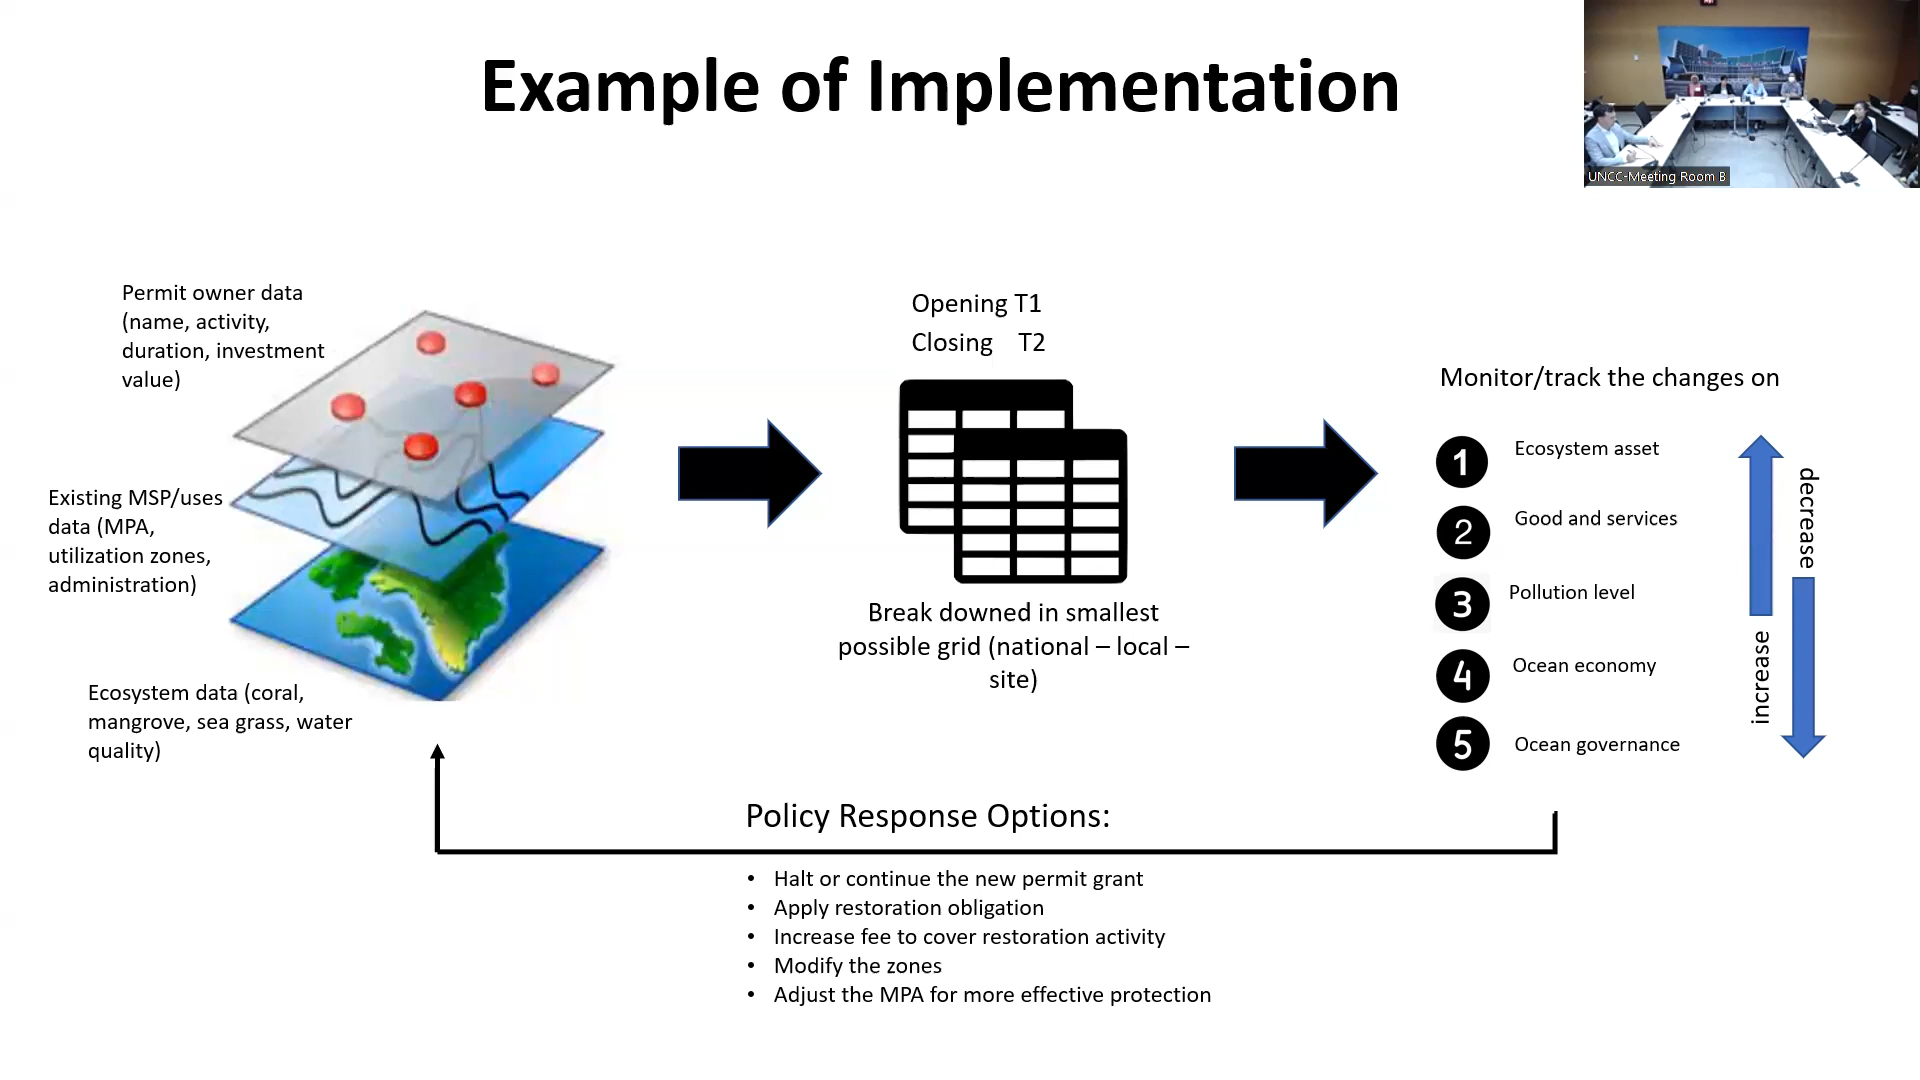 Example of Implementation
UNCC-Meeting Room B
Permit owner data
(name, activity,
duration, investment
value)
Existing MSP/uses
data (MPA,
utilization zones,
administration)
Ecosystem data (coral,
mangrove, sea grass, water
quality)
Opening T1
Closing T2
Break downed in smallest
possible grid (national – local –
site)
Monitor/track the changes on
1 Ecosystem asset
2 Good and services
3 Pollution level
4 Ocean economy
5 Ocean governance
increase
decrease
Policy Response Options:
• Halt or continue the new permit grant
• Apply restoration obligation
• Increase fee to cover restoration activity
• Modify the zones
• Adjust the MPA for more effective protection